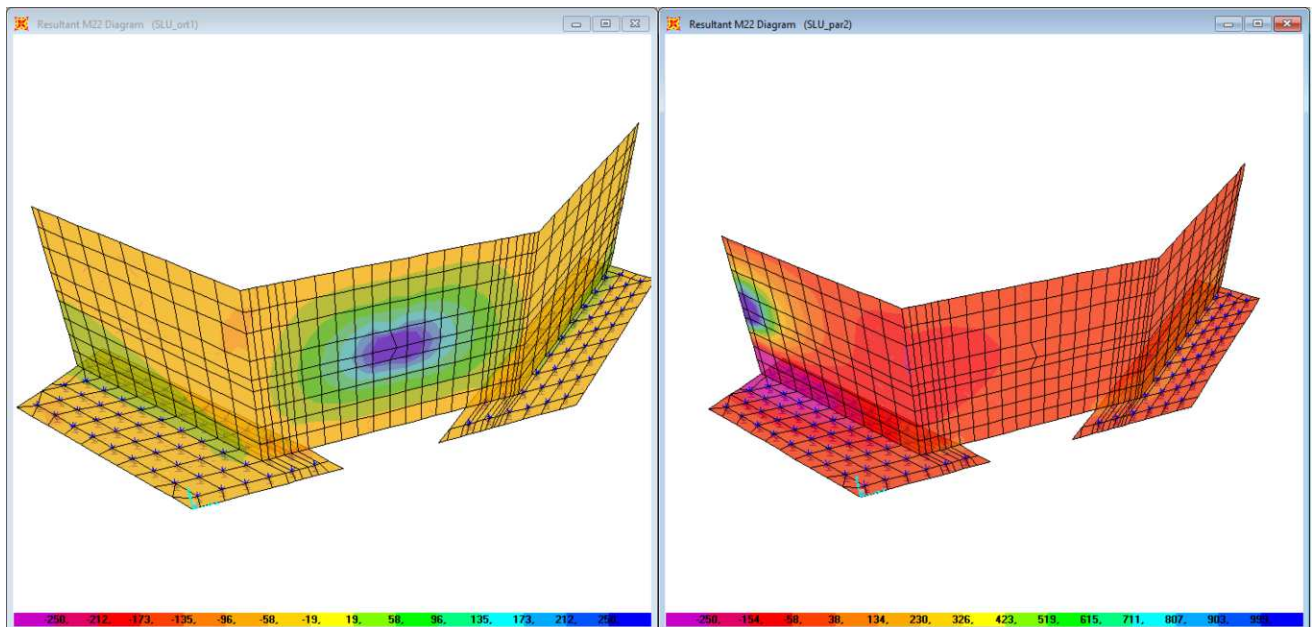 Resultant M22 Diagram (SLU_ort1)
Resultant M22 Diagram (SLU_par2)
-250, -212, -173, -135, -96, -58, -19, 19, 58, 96, 135, 173, 212, 250,
-250, -154, 58, 38, 134, 230, 326, 423, 519, 615, 711, 807, 903, 999,